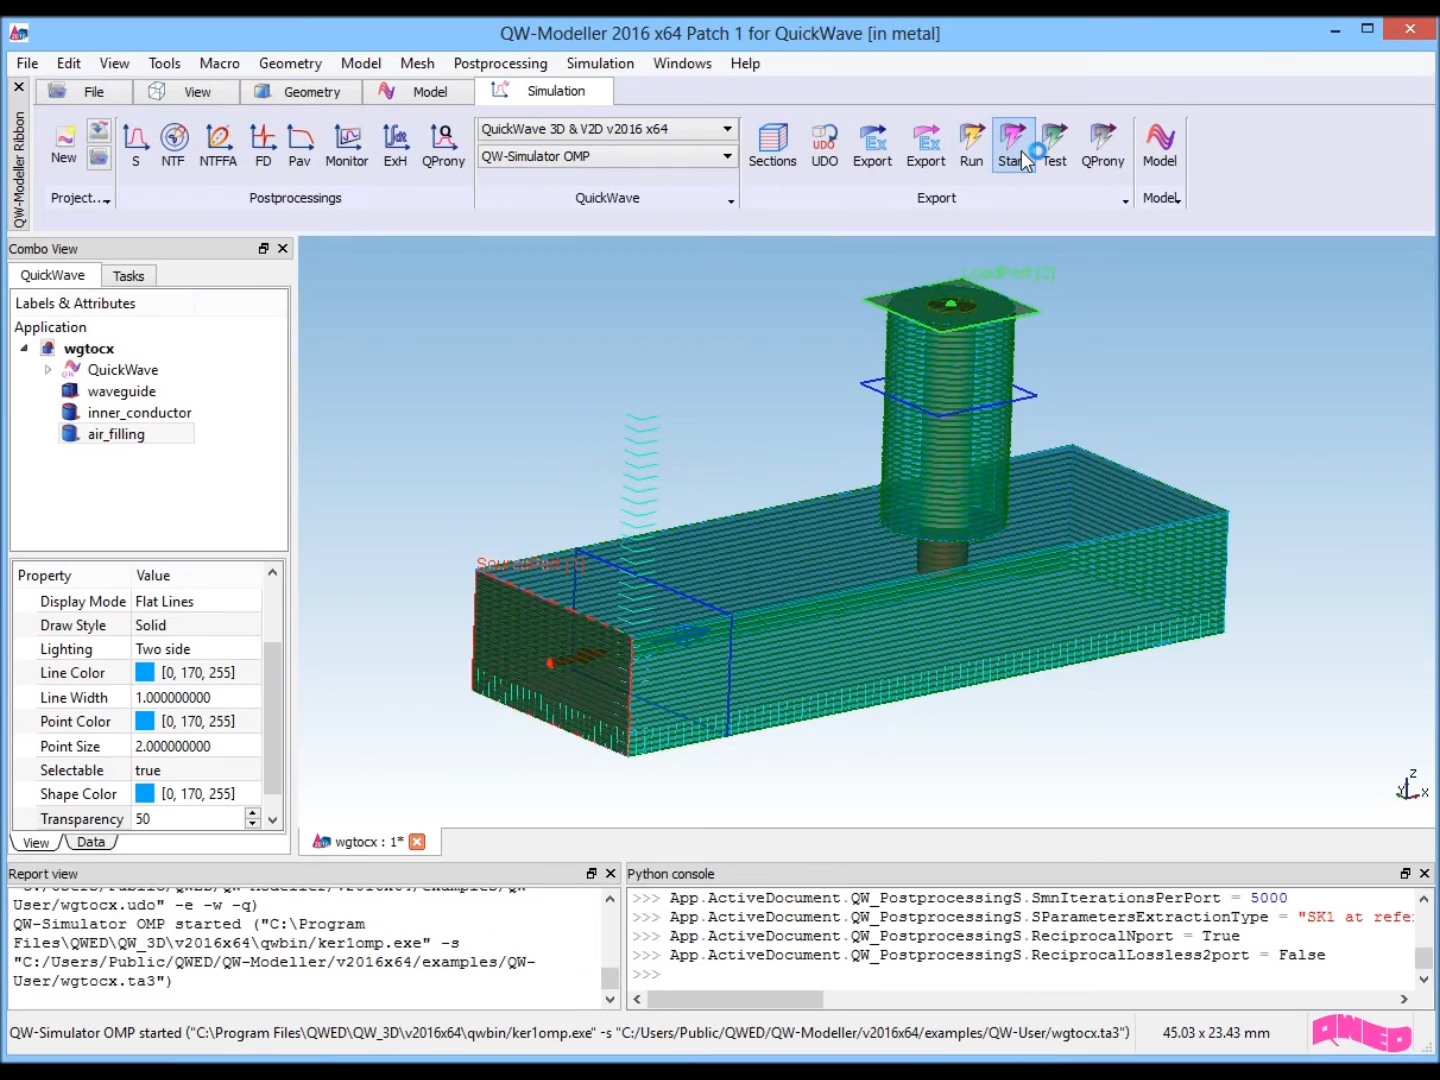 QW-Modeller 2016 x64 Patch 1 for QuickWave [in metal]
File Edit View Tools Macro Geometry Model Mesh Postprocessing Simulation Windows Help
File View Geometry Model Simulation
QW-Modeller Ribbon
New S NTF NTFFA FD Pav Monitor ExH QProny
QuickWave 3D & V2D v2016 x64
QW-Simulator OMP
Sections UDO Export Export Run Start Test QProny Model
Project... Postprocessings QuickWave Export Model
Combo View
QuickWave Tasks
Labels & Attributes
Application
wgtocx
QuickWave
waveguide
inner_conductor
air_filling
Property Value
Display Mode Flat Lines
Draw Style Solid
Lighting Two side
Line Color [0, 170, 255]
Line Width 1.000000000
Point Color [0, 170, 255]
Point Size 2.000000000
Selectable true
Shape Color [0, 170, 255]
Transparency 50
View Data
LoadPort [2]
SourcePort [1]
Z
Y X
wgtocx : 1*
Report view
User/wgtocx.udo" -e -w -q)
QW-Simulator OMP started ("C:\Program
Files\QWED\QW_3D\v2016x64\qwbin/ker1omp.exe" -s
"C:/Users/Public/QWED/QW-Modeller/v2016x64/examples/QW-
User/wgtocx.ta3")
Python console
>>> App.ActiveDocument.QW_PostprocessingS.SmnIterationsPerPort = 5000
>>> App.ActiveDocument.QW_PostprocessingS.SParametersExtractionType = "SK1 at refe
>>> App.ActiveDocument.QW_PostprocessingS.ReciprocalNport = True
>>> App.ActiveDocument.QW_PostprocessingS.ReciprocalLossless2port = False
>>>
QW-Simulator OMP started ("C:\Program Files\QWED\QW_3D\v2016x64\qwbin/ker1omp.exe" -s "C:/Users/Public/QWED/QW-Modeller/v2016x64/examples/QW-User/wgtocx.ta3")
45.03 x 23.43 mm
QWED